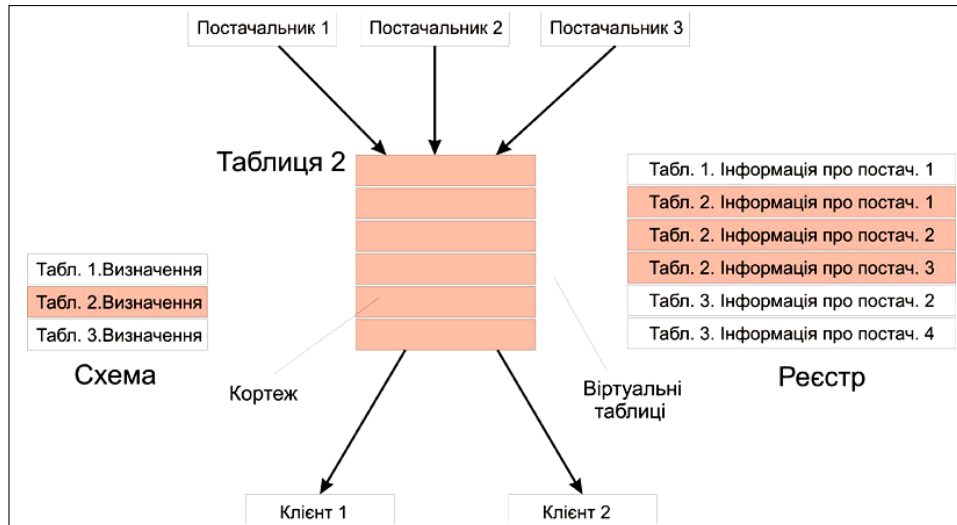 Постачальник 1
Постачальник 2
Постачальник 3
Таблиця 2
Табл. 1. Інформація про постач. 1
Табл. 2. Інформація про постач. 1
Табл. 2. Інформація про постач. 2
Табл. 2. Інформація про постач. 3
Табл. 3. Інформація про постач. 2
Табл. 3. Інформація про постач. 4
Реєстр
Табл. 1.Визначення
Табл. 2.Визначення
Табл. 3.Визначення
Схема
Кортеж
Віртуальні
таблиці
Клієнт 1
Клієнт 2